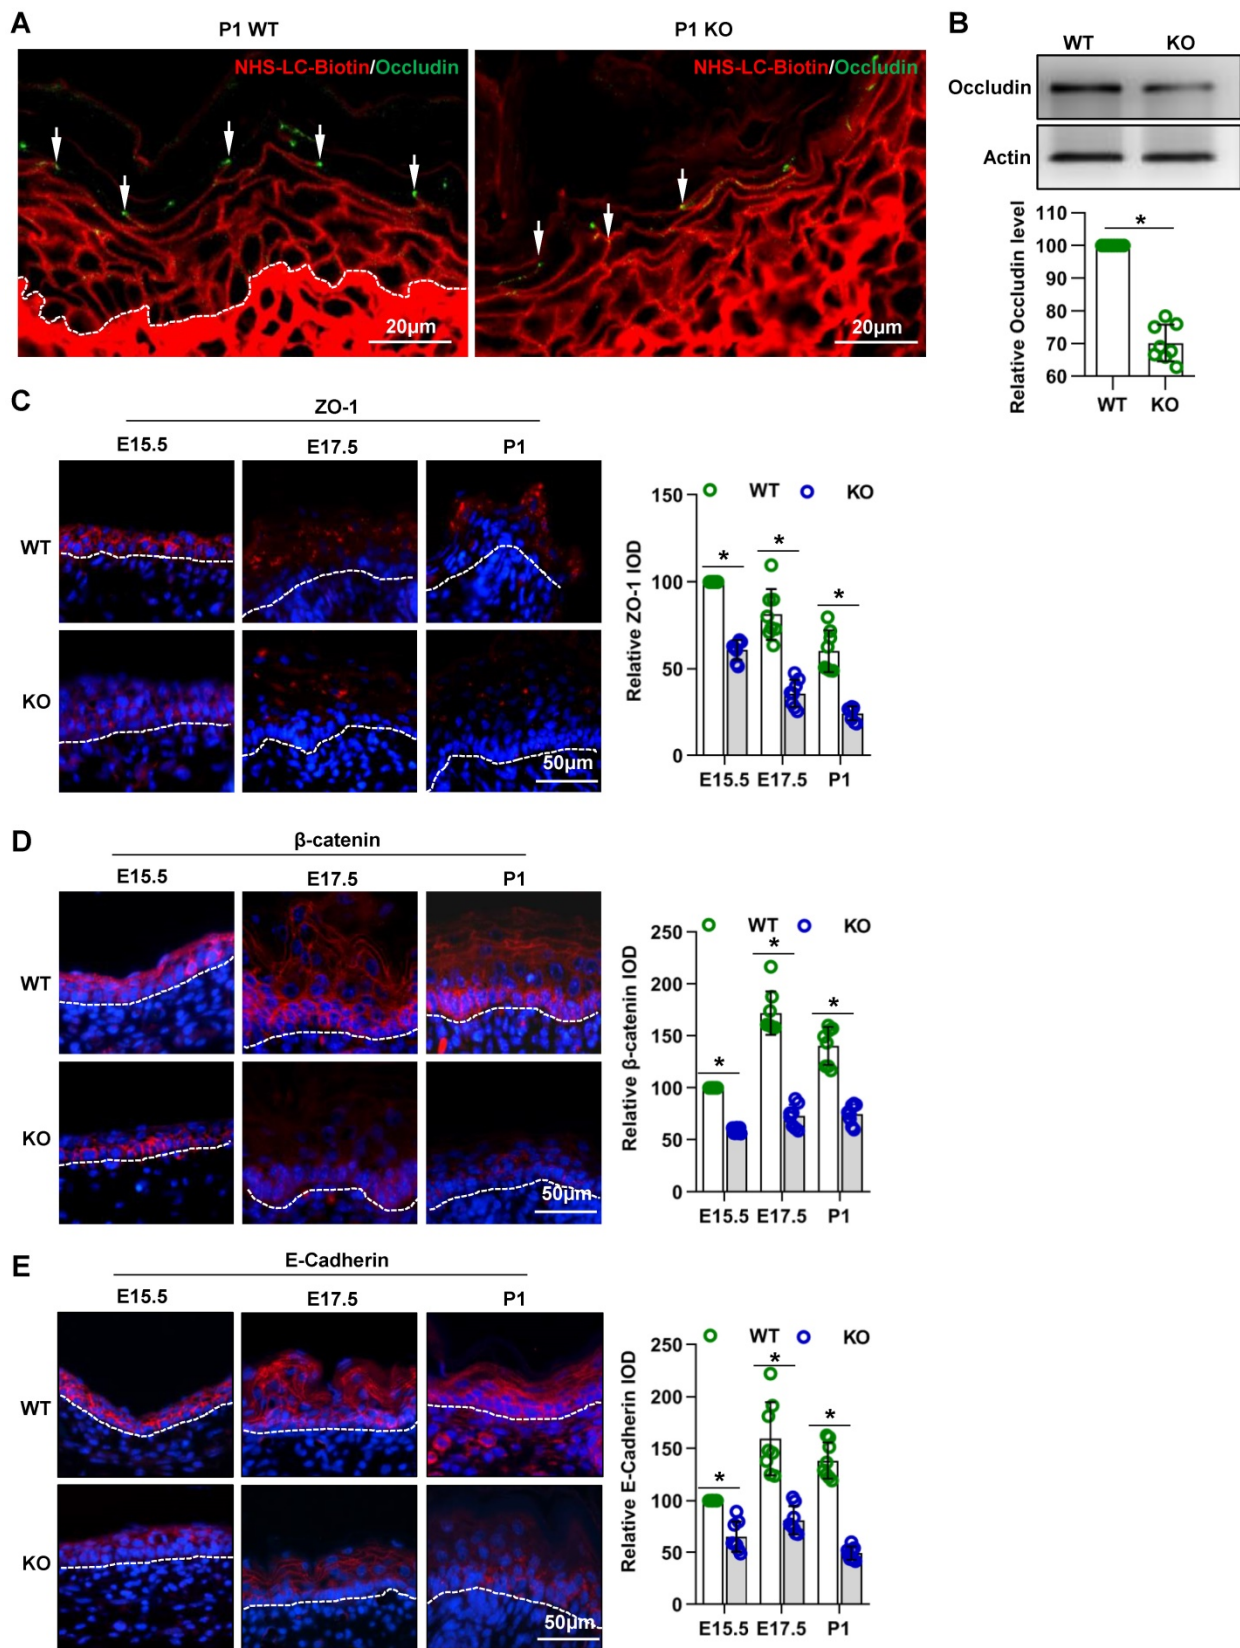 A
P1 WT
P1 KO
NHS-LC-Biotin/Occludin
NHS-LC-Biotin/Occludin
20μm
20μm
B
WT KO
Occludin
Actin
Relative Occludin level
110
100
90
80
70
60
*
WT KO
C
ZO-1
E15.5 E17.5 P1
WT
KO
50μm
Relative ZO-1 IOD
WT KO
150
100
50
0
* * *
E15.5 E17.5 P1
D
β-catenin
E15.5 E17.5 P1
WT
KO
50μm
Relative β-catenin IOD
WT KO
250
200
150
100
50
0
* * *
E15.5 E17.5 P1
E
E-Cadherin
E15.5 E17.5 P1
WT
KO
50μm
Relative E-Cadherin IOD
WT KO
250
200
150
100
50
0
* * *
E15.5 E17.5 P1